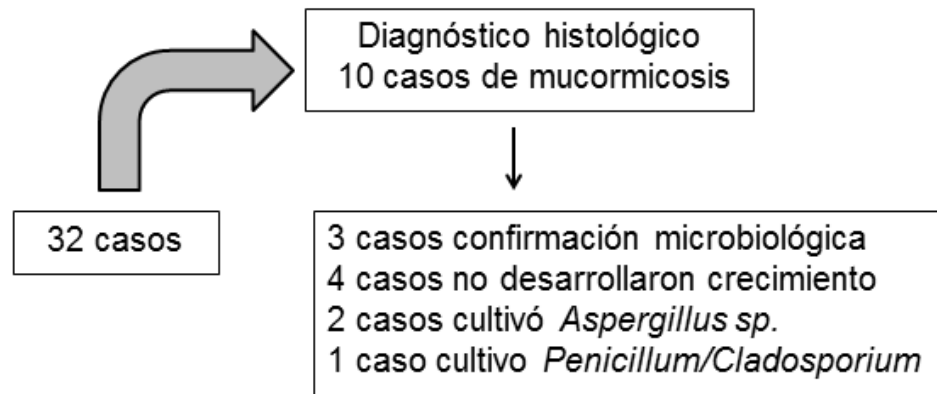 Diagnóstico histológico
10 casos de mucormicosis
32 casos
3 casos confirmación microbiológica
4 casos no desarrollaron crecimiento
2 casos cultivó Aspergillus sp.
1 caso cultivo Penicillum/Cladosporium